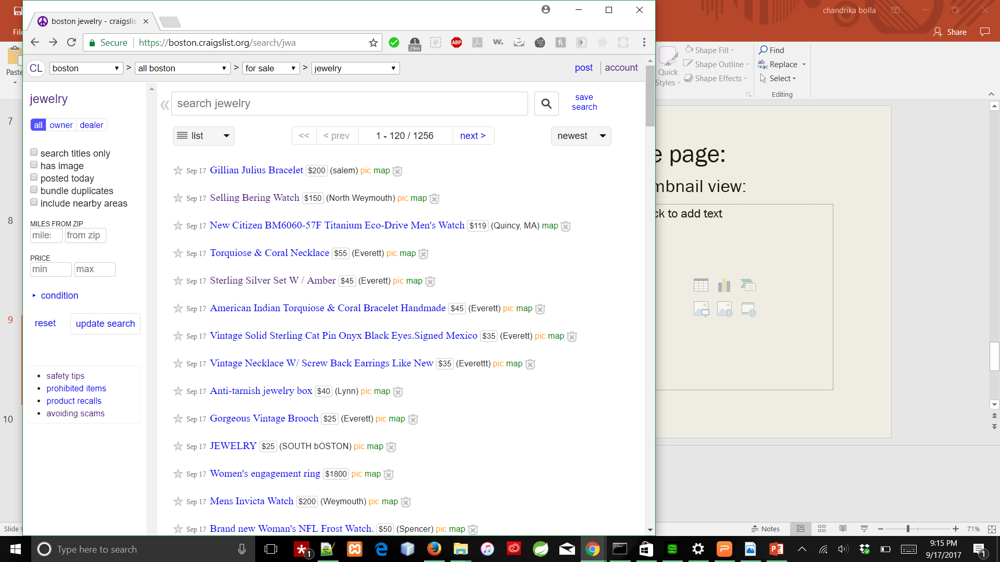 boston jewelry - craigslis
chandrika bolla
File
Share
Secure
https://boston.craigslist.org/search/jwa
ABP
29m
Paste
Shape Fill
Shape Outline
Shape Effects
Quick
Styles
Find
Replace
Select
Editing
CL
boston > all boston > for sale > jewelry
post
account
jewelry
search jewelry
save
search
all owner dealer
list
<< < prev 1 - 120 / 1256 next >
newest
search titles only
has image
posted today
bundle duplicates
include nearby areas
MILES FROM ZIP
miles from zip
PRICE
min max
condition
reset
update search
safety tips
prohibited items
product recalls
avoiding scams
Sep 17 Gillian Julius Bracelet $200 (salem) pic map
Sep 17 Selling Bering Watch $150 (North Weymouth) pic map
Sep 17 New Citizen BM6060-57F Titanium Eco-Drive Men's Watch $119 (Quincy, MA) map
Sep 17 Torquiose & Coral Necklace $55 (Everett) pic map
Sep 17 Sterling Silver Set W / Amber $45 (Everett) pic map
Sep 17 American Indian Torquiose & Coral Bracelet Handmade $45 (Everett) pic map
Sep 17 Vintage Solid Sterling Cat Pin Onyx Black Eyes.Signed Mexico $35 (Everett) pic map
Sep 17 Vintage Necklace W/ Screw Back Earrings Like New $35 (Everettt) pic map
Sep 17 Anti-tarnish jewelry box $40 (Lynn) pic map
Sep 17 Gorgeous Vintage Brooch $25 (Everett) pic map
Sep 17 JEWELRY $25 (SOUTH bOSTON) pic map
Sep 17 Women's engagement ring $1800 pic map
Sep 17 Mens Invicta Watch $200 (Weymouth) pic map
Sep 17 Brand new Woman's NFL Frost Watch. $50 (Spencer) pic map
7
8
9
10
e page:
mbnail view:
ck to add text
Slide 9
Notes
71%
Type here to search
1
9:15 PM
9/17/2017
1